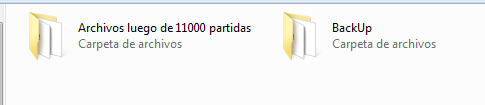 Archivos luego de 11000 partidas
Carpeta de archivos
BackUp
Carpeta de archivos